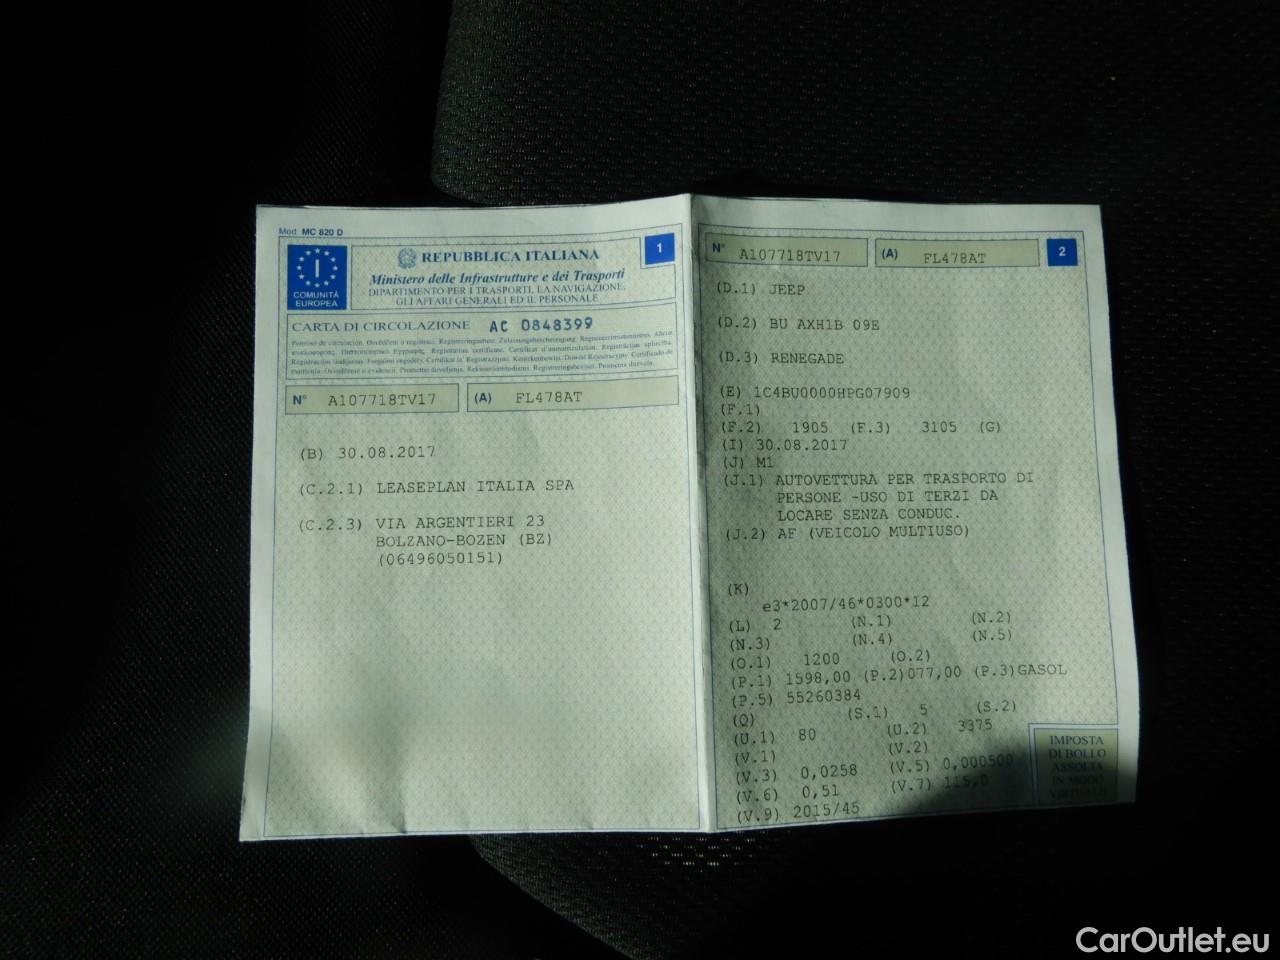 Mod. MC 820 D
I
COMUNITÀ
EUROPEA
REPUBBLICA ITALIANA
Ministero delle Infrastrutture e dei Trasporti
DIPARTIMENTO PER I TRASPORTI, LA NAVIGAZIONE,
GLI AFFARI GENERALI ED IL PERSONALE
1
CARTA DI CIRCOLAZIONE AC 0848399
N° A107718TV17 (A) FL478AT
(B) 30.08.2017
(C.2.1) LEASEPLAN ITALIA SPA
(C.2.3) VIA ARGENTIERI 23
BOLZANO-BOZEN (BZ)
(06496050151)
N° A107718TV17 (A) FL478AT 2
(D.1) JEEP
(D.2) BU AXH1B 09E
(D.3) RENEGADE
(E) 1C4BU0000HPG07909
(F.1)
(F.2) 1905 (F.3) 3105 (G)
(I) 30.08.2017
(J) M1
(J.1) AUTOVETTURA PER TRASPORTO DI
PERSONE -USO DI TERZI DA
LOCARE SENZA CONDUC.
(J.2) AF (VEICOLO MULTIUSO)
(K)
e3*2007/46*0300*12
(L) 2 (N.1) (N.2)
(N.3) (N.4) (N.5)
(O.1) 1200 (O.2)
(P.1) 1598,00 (P.2)077,00 (P.3)GASOL
(P.5) 55260384
(Q) (S.1) 5 (S.2)
(U.1) 80 (U.2) 3375
(V.1) (V.2)
(V.3) 0,0258 (V.5) 0,000500
(V.6) 0,51 (V.7) 115,0
(V.9) 2015/45
IMPOSTA
DI BOLLO
ASSOLTA
IN MODO
VIRTUALE
CarOutlet.eu